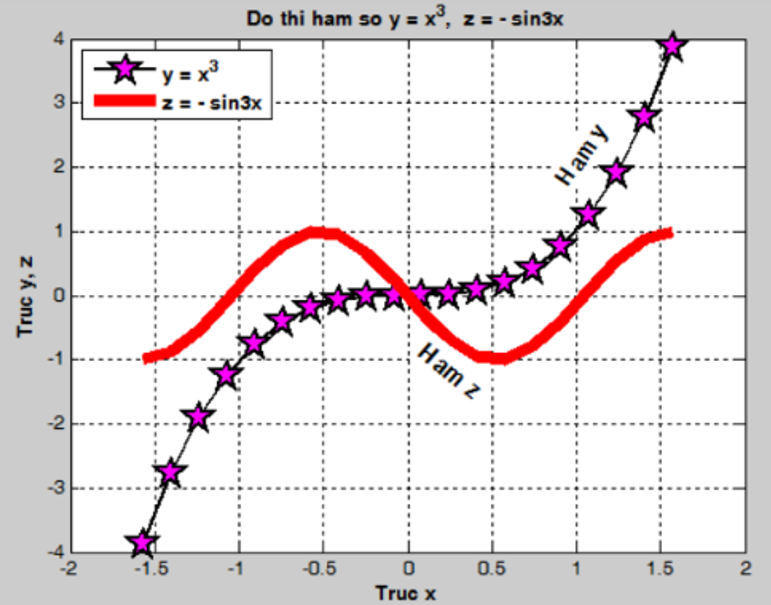 Do thi ham so y = x³, z = - sin3x
y = x³
z = - sin3x
Ham y
Ham z
Truc y, z
4
3
2
1
0
-1
-2
-3
-4
-2
-1.5
-1
-0.5
0
0.5
1
1.5
2
Truc x